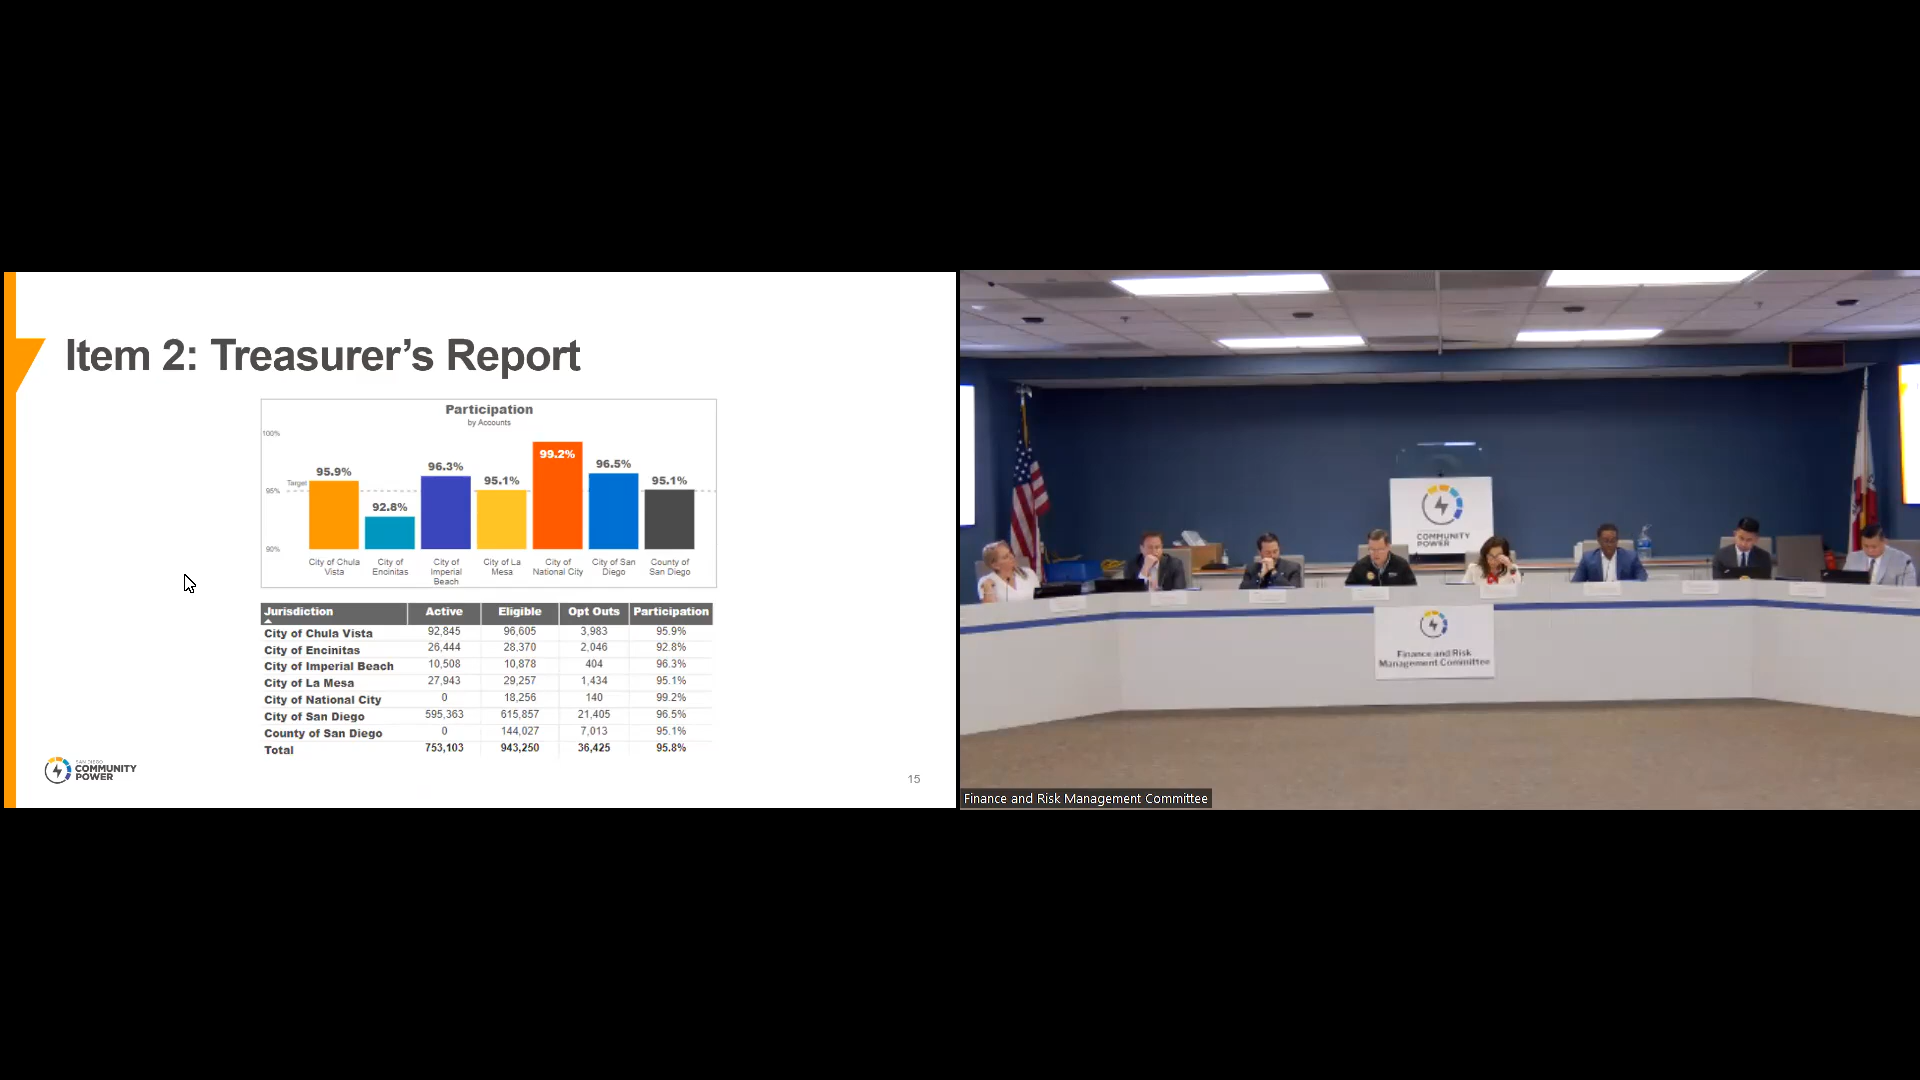 Item 2: Treasurer's Report
Participation
by Accounts
100%
Target
95%
90%
95.9%
92.8%
96.3%
95.1%
99.2%
96.5%
95.1%
City of Chula Vista
City of Encinitas
City of Imperial Beach
City of La Mesa
City of National City
City of San Diego
County of San Diego
Jurisdiction Active Eligible Opt Outs Participation
City of Chula Vista 92,845 96,605 3,983 95.9%
City of Encinitas 26,444 28,370 2,046 92.8%
City of Imperial Beach 10,508 10,878 404 96.3%
City of La Mesa 27,943 29,257 1,434 95.1%
City of National City 0 18,256 140 99.2%
City of San Diego 595,363 615,857 21,405 96.5%
County of San Diego 0 144,027 7,013 95.1%
Total 753,103 943,250 36,425 95.8%
SAN DIEGO
COMMUNITY
POWER
15
COMMUNITY
POWER
Finance and Risk
Management Committee
Finance and Risk Management Committee